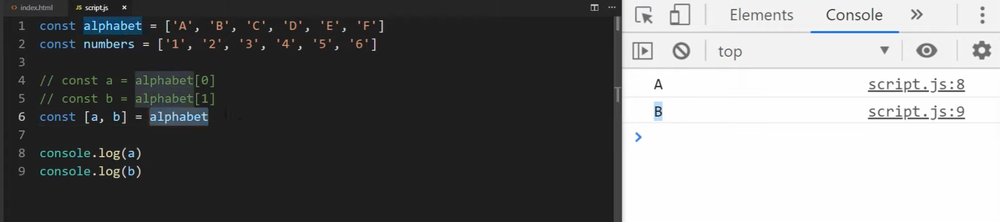 <> index.html JS script.js × ...
1 const alphabet = ['A', 'B', 'C', 'D', 'E', 'F']
2 const numbers = ['1', '2', '3', '4', '5', '6']
3
4 // const a = alphabet[0]
5 // const b = alphabet[1]
6 const [a, b] = alphabet
7
8 console.log(a)
9 console.log(b)
Elements Console »
top ▼
A script.js:8
B script.js:9
>